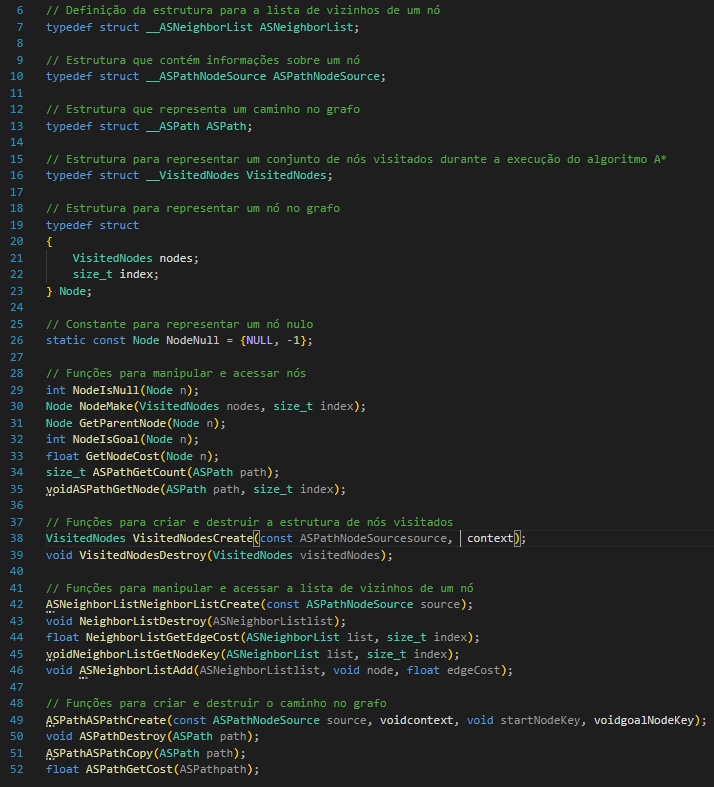 6 // Definição da estrutura para a lista de vizinhos de um nó
7 typedef struct __ASNeighborList ASNeighborList;
8
9 // Estrutura que contém informações sobre um nó
10 typedef struct __ASPathNodeSource ASPathNodeSource;
11
12 // Estrutura que representa um caminho no grafo
13 typedef struct __ASPath ASPath;
14
15 // Estrutura para representar um conjunto de nós visitados durante a execução do algoritmo A*
16 typedef struct __VisitedNodes VisitedNodes;
17
18 // Estrutura para representar um nó no grafo
19 typedef struct
20 {
21 VisitedNodes nodes;
22 size_t index;
23 } Node;
24
25 // Constante para representar um nó nulo
26 static const Node NodeNull = {NULL, -1};
27
28 // Funções para manipular e acessar nós
29 int NodeIsNull(Node n);
30 Node NodeMake(VisitedNodes nodes, size_t index);
31 Node GetParentNode(Node n);
32 int NodeIsGoal(Node n);
33 float GetNodeCost(Node n);
34 size_t ASPathGetCount(ASPath path);
35 voidASPathGetNode(ASPath path, size_t index);
36
37 // Funções para criar e destruir a estrutura de nós visitados
38 VisitedNodes VisitedNodesCreate(const ASPathNodeSourcesource, context);
39 void VisitedNodesDestroy(VisitedNodes visitedNodes);
40
41 // Funções para manipular e acessar a lista de vizinhos de um nó
42 ASNeighborListNeighborListCreate(const ASPathNodeSource source);
43 void NeighborListDestroy(ASNeighborListlist);
44 float NeighborListGetEdgeCost(ASNeighborList list, size_t index);
45 voidNeighborListGetNodeKey(ASNeighborList list, size_t index);
46 void ASNeighborListAdd(ASNeighborListlist, void node, float edgeCost);
47
48 // Funções para criar e destruir o caminho no grafo
49 ASPathASPathCreate(const ASPathNodeSource source, voidcontext, void startNodeKey, voidgoalNodeKey);
50 void ASPathDestroy(ASPath path);
51 ASPathASPathCopy(ASPath path);
52 float ASPathGetCost(ASPathpath);